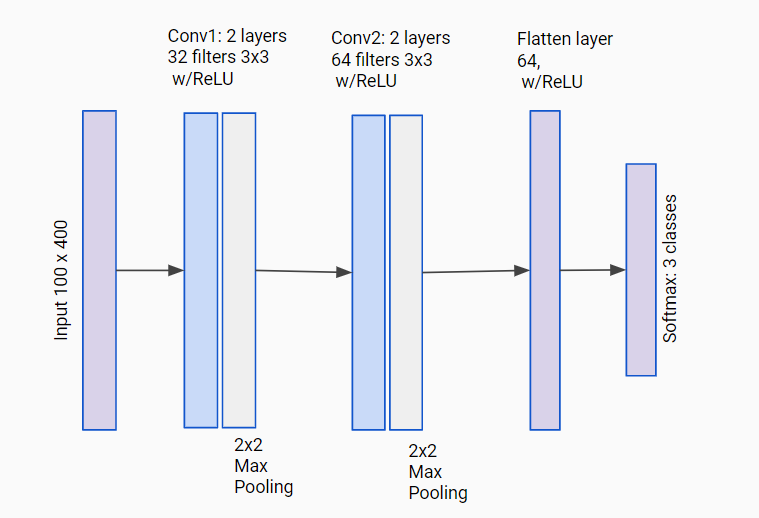 Conv1: 2 layers
32 filters 3x3
w/ReLU
Conv2: 2 layers
64 filters 3x3
w/ReLU
Flatten layer
64,
w/ReLU
Input 100 x 400
Softmax: 3 classes
2x2
Max
Pooling
2x2
Max
Pooling